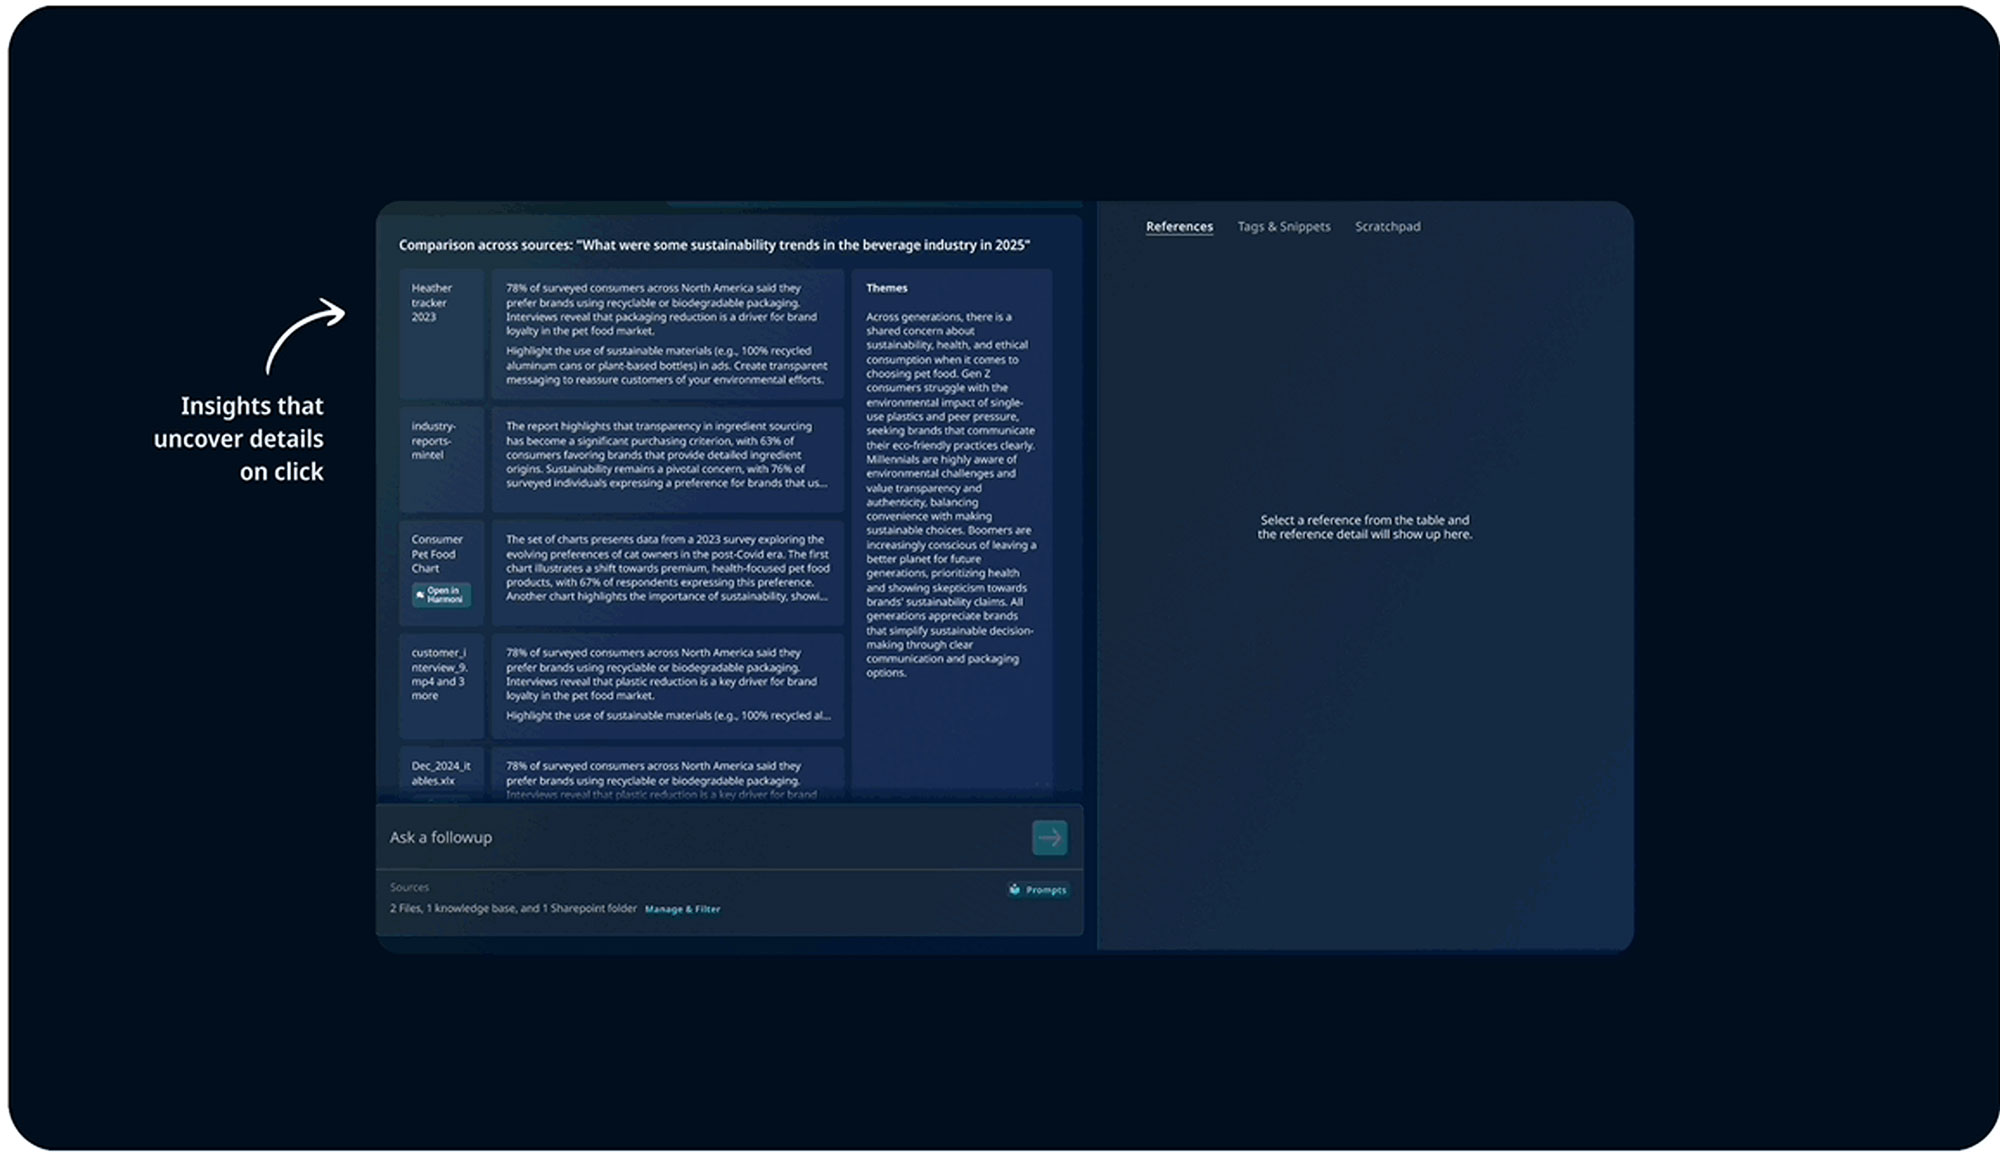 Insights that
uncover details
on click
Comparison across sources: "What were some sustainability trends in the beverage industry in 2025"
Heather
tracker
2023
78% of surveyed consumers across North America said they
prefer brands using recyclable or biodegradable packaging.
Interviews reveal that packaging reduction is a driver for brand
loyalty in the pet food market.
Highlight the use of sustainable materials (e.g., 100% recycled
aluminum cans or plant-based bottles) in ads. Create transparent
messaging to reassure customers of your environmental efforts.
industry-
reports-
mintel
The report highlights that transparency in ingredient sourcing
has become a significant purchasing criterion, with 63% of
consumers favoring brands that provide detailed ingredient
origins. Sustainability remains a pivotal concern, with 76% of
surveyed individuals expressing a preference for brands that us...
Consumer
Pet Food
Chart
Open in
Harmoni
The set of charts presents data from a 2023 survey exploring the
evolving preferences of cat owners in the post-Covid era. The first
chart illustrates a shift towards premium, health-focused pet food
products, with 67% of respondents expressing this preference.
Another chart highlights the importance of sustainability, showi...
customer_i
nterview_9.
mp4 and 3
more
78% of surveyed consumers across North America said they
prefer brands using recyclable or biodegradable packaging.
Interviews reveal that plastic reduction is a key driver for brand
loyalty in the pet food market.
Highlight the use of sustainable materials (e.g., 100% recycled al...
Dec_2024_it
ables.xlx
78% of surveyed consumers across North America said they
prefer brands using recyclable or biodegradable packaging.
Interviews reveal that plastic reduction is a key driver for brand
Themes
Across generations, there is a
shared concern about
sustainability, health, and ethical
consumption when it comes to
choosing pet food. Gen Z
consumers struggle with the
environmental impact of single-
use plastics and peer pressure,
seeking brands that communicate
their eco-friendly practices clearly.
Millennials are highly aware of
environmental challenges and
value transparency and
authenticity, balancing
convenience with making
sustainable choices. Boomers are
increasingly conscious of leaving a
better planet for future
generations, prioritizing health
and showing skepticism towards
brands' sustainability claims. All
generations appreciate brands
that simplify sustainable decision-
making through clear
communication and packaging
options.
Ask a followup
Sources
2 Files, 1 knowledge base, and 1 Sharepoint folder Manage & Filter
Prompts
References Tags & Snippets Scratchpad
Select a reference from the table and
the reference detail will show up here.